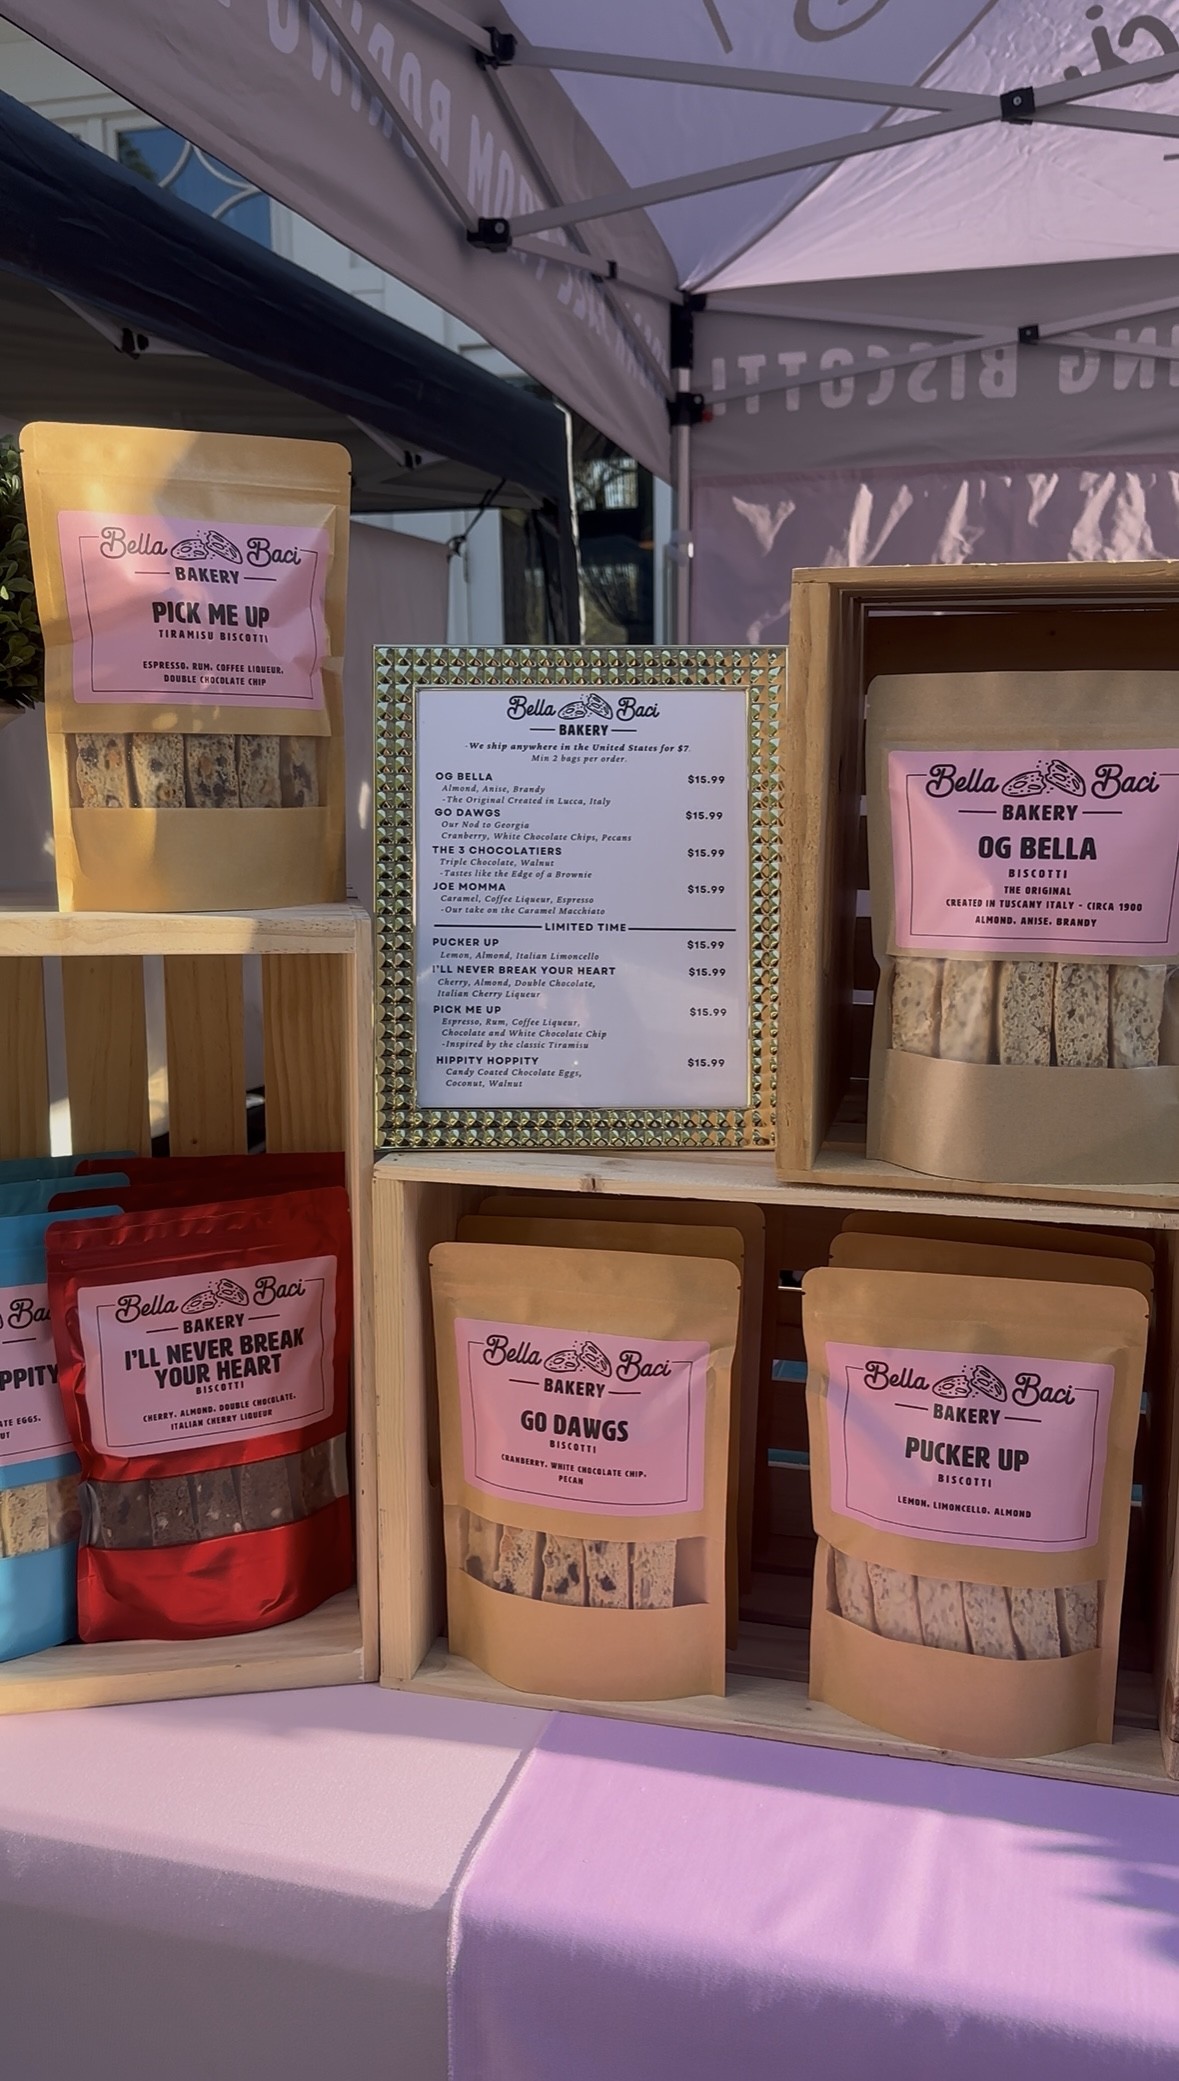 BISCOTTI!
Bella Baci
BAKERY
PICK ME UP
TIRAMISU BISCOTTI
ESPRESSO, RUM, COFFEE LIQUEUR,
DOUBLE CHOCOLATE CHIP
Bella Baci
BAKERY
-We ship anywhere in the United States for $7.
Min 2 bags per order.
OG BELLA $15.99
Almond, Anise, Brandy
-The Original Created in Lucca, Italy
GO DAWGS $15.99
Our Nod to Georgia
Cranberry, White Chocolate Chips, Pecans
THE 3 CHOCOLATIERS $15.99
Triple Chocolate, Walnut
-Tastes like the Edge of a Brownie
JOE MOMMA $15.99
Caramel, Coffee Liqueur, Espresso
-Our take on the Caramel Macchiato
LIMITED TIME
PUCKER UP $15.99
Lemon, Almond, Italian Limoncello
I'LL NEVER BREAK YOUR HEART $15.99
Cherry, Almond, Double Chocolate,
Italian Cherry Liqueur
PICK ME UP $15.99
Espresso, Rum, Coffee Liqueur,
Chocolate and White Chocolate Chip
-Inspired by the classic Tiramisu
HIPPITY HOPPITY $15.99
Candy Coated Chocolate Eggs,
Coconut, Walnut
Bella Baci
BAKERY
OG BELLA
BISCOTTI
THE ORIGINAL
CREATED IN TUSCANY ITALY - CIRCA 1900
ALMOND, ANISE, BRANDY
PPITY
EGGS,
Bella Baci
BAKERY
I'LL NEVER BREAK
YOUR HEART
BISCOTTI
CHERRY, ALMOND, DOUBLE CHOCOLATE,
ITALIAN CHERRY LIQUEUR
Bella Baci
BAKERY
GO DAWGS
BISCOTTI
CRANBERRY, WHITE CHOCOLATE CHIP,
PECAN
Bella Baci
BAKERY
PUCKER UP
BISCOTTI
LEMON, LIMONCELLO, ALMOND